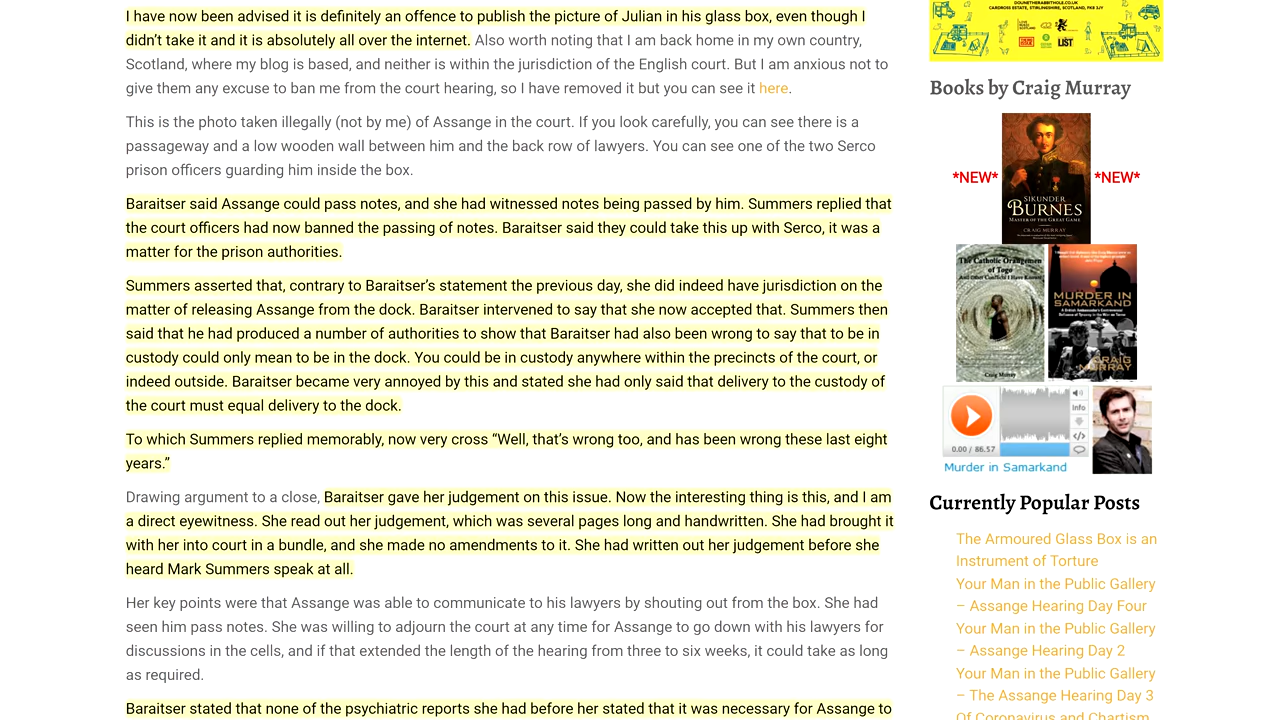 I have now been advised it is definitely an offence to publish the picture of Julian in his glass box, even though I
didn’t take it and it is absolutely all over the internet. Also worth noting that I am back home in my own country,
Scotland, where my blog is based, and neither is within the jurisdiction of the English court. But I am anxious not to
give them any excuse to ban me from the court hearing, so I have removed it but you can see it here.
This is the photo taken illegally (not by me) of Assange in the court. If you look carefully, you can see there is a
passageway and a low wooden wall between him and the back row of lawyers. You can see one of the two Serco
prison officers guarding him inside the box.
Baraitser said Assange could pass notes, and she had witnessed notes being passed by him. Summers replied that
the court officers had now banned the passing of notes. Baraitser said they could take this up with Serco, it was a
matter for the prison authorities.
Summers asserted that, contrary to Baraitser’s statement the previous day, she did indeed have jurisdiction on the
matter of releasing Assange from the dock. Baraitser intervened to say that she now accepted that. Summers then
said that he had produced a number of authorities to show that Baraitser had also been wrong to say that to be in
custody could only mean to be in the dock. You could be in custody anywhere within the precincts of the court, or
indeed outside. Baraitser became very annoyed by this and stated she had only said that delivery to the custody of
the court must equal delivery to the dock.
To which Summers replied memorably, now very cross “Well, that’s wrong too, and has been wrong these last eight
years.”
Drawing argument to a close, Baraitser gave her judgement on this issue. Now the interesting thing is this, and I am
a direct eyewitness. She read out her judgement, which was several pages long and handwritten. She had brought it
with her into court in a bundle, and she made no amendments to it. She had written out her judgement before she
heard Mark Summers speak at all.
Her key points were that Assange was able to communicate to his lawyers by shouting out from the box. She had
seen him pass notes. She was willing to adjourn the court at any time for Assange to go down with his lawyers for
discussions in the cells, and if that extended the length of the hearing from three to six weeks, it could take as long
as required.
Baraitser stated that none of the psychiatric reports she had before her stated that it was necessary for Assange to
DOUNETHERABBITHOLE.CO.UK
CARDROSS ESTATE, STIRLINGSHIRE, SCOTLAND, FK8 3JY
LIST
Books by Craig Murray
*NEW*
SIKUNDER
BURNES
MASTER OF THE GREAT GAME
CRAIG MURRAY
*NEW*
The Catholic Orangemen
of Togo
And Other Conflicts I Have Known
Craig Murray
MURDER IN
SAMARKAND
CRAIG
MURRAY
Info
0.00 / 86.57
Murder in Samarkand
Currently Popular Posts
The Armoured Glass Box is an
Instrument of Torture
Your Man in the Public Gallery
– Assange Hearing Day Four
Your Man in the Public Gallery
– Assange Hearing Day 2
Your Man in the Public Gallery
– The Assange Hearing Day 3
Of Coronavirus and Chartism